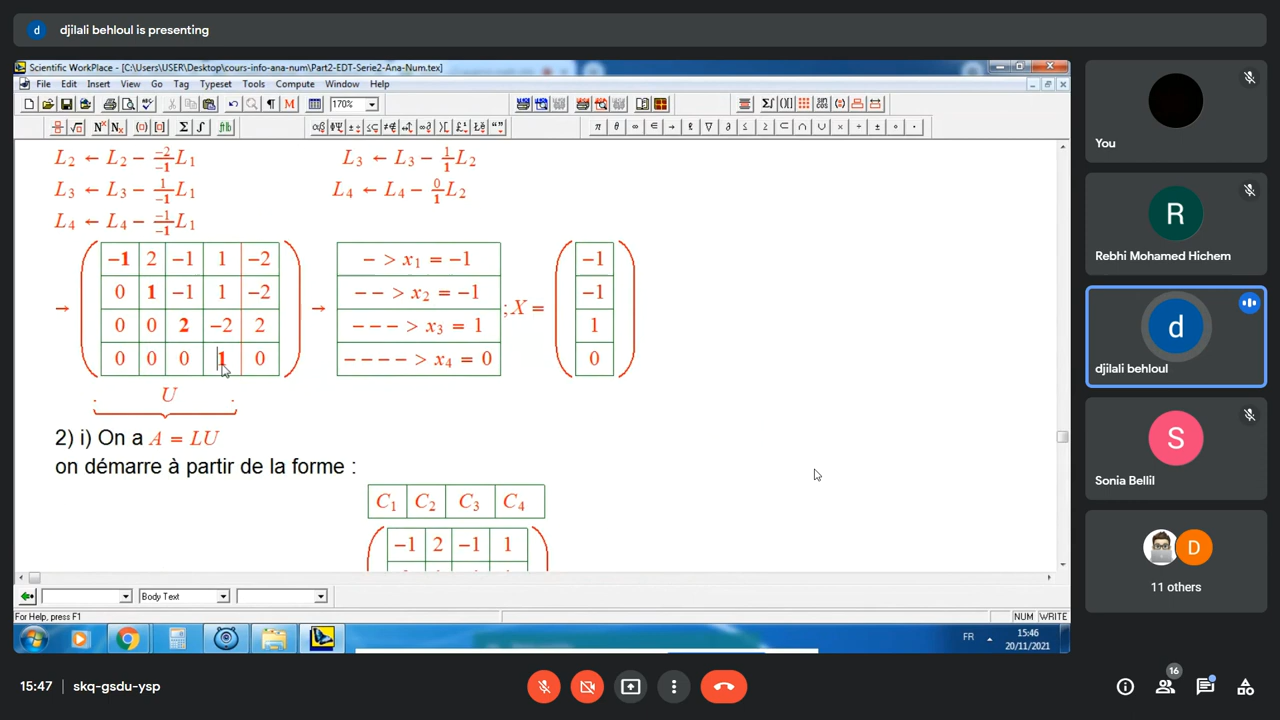 djilali behloul is presenting
Scientific WorkPlace - [C:\Users\USER\Desktop\cours-info-ana-num\Part2-EDT-Serie2-Ana-Num.tex]
File Edit Insert View Go Tag Typeset Tools Compute Window Help
170%
L₂ ← L₂ − −2/−1 L₁ L₃ ← L₃ − 1/1 L₂
L₃ ← L₃ − 1/−1 L₁ L₄ ← L₄ − 0/1 L₂
L₄ ← L₄ − −1/−1 L₁
−1 2 −1 1 −2 − > x₁ = −1 −1
0 1 −1 1 −2 − − > x₂ = −1 −1
→ → ; X =
0 0 2 −2 2 − − − > x₃ = 1 1
0 0 0 1 0 − − − − > x₄ = 0 0
U
2) i) On a A = LU
on démarre à partir de la forme :
C₁ C₂ C₃ C₄
−1 2 −1 1
Body Text
For Help, press F1
NUM WRITE
FR
15:46
20/11/2021
You
R
Rebhi Mohamed Hichem
d
djilali behloul
S
Sonia Bellil
D
11 others
15:47 skq-gsdu-ysp
16